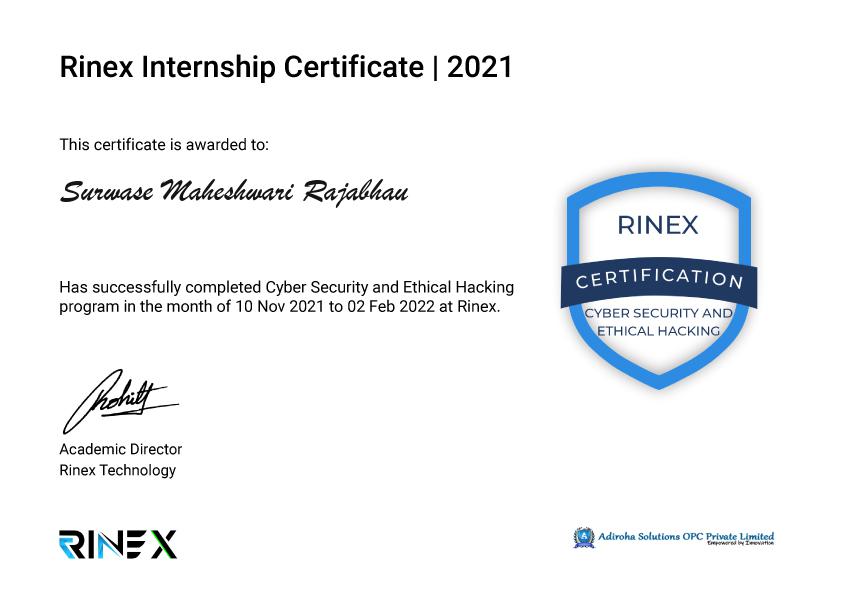 Rinex Internship Certificate | 2021
This certificate is awarded to:
Surwase Maheshwari Rajabhau
Has successfully completed Cyber Security and Ethical Hacking
program in the month of 10 Nov 2021 to 02 Feb 2022 at Rinex.
RINEX
CERTIFICATION
CYBER SECURITY AND
ETHICAL HACKING
Rohitt
Academic Director
Rinex Technology
RINEX
Adiroha Solutions OPC Private Limited
Empowered by Innovation